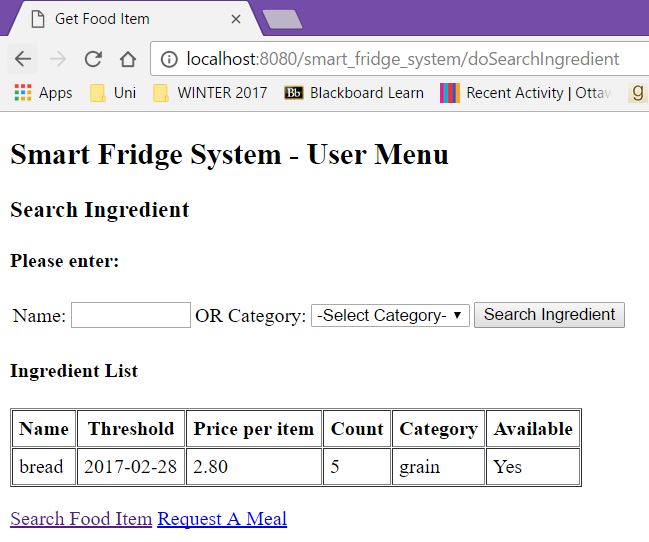 Get Food Item
localhost:8080/smart_fridge_system/doSearchIngredient
Apps Uni WINTER 2017 Bb Blackboard Learn Recent Activity | Ottav g
Smart Fridge System - User Menu
Search Ingredient
Please enter:
Name: OR Category: -Select Category- Search Ingredient
Ingredient List
Name Threshold Price per item Count Category Available
bread 2017-02-28 2.80 5 grain Yes
Search Food Item Request A Meal